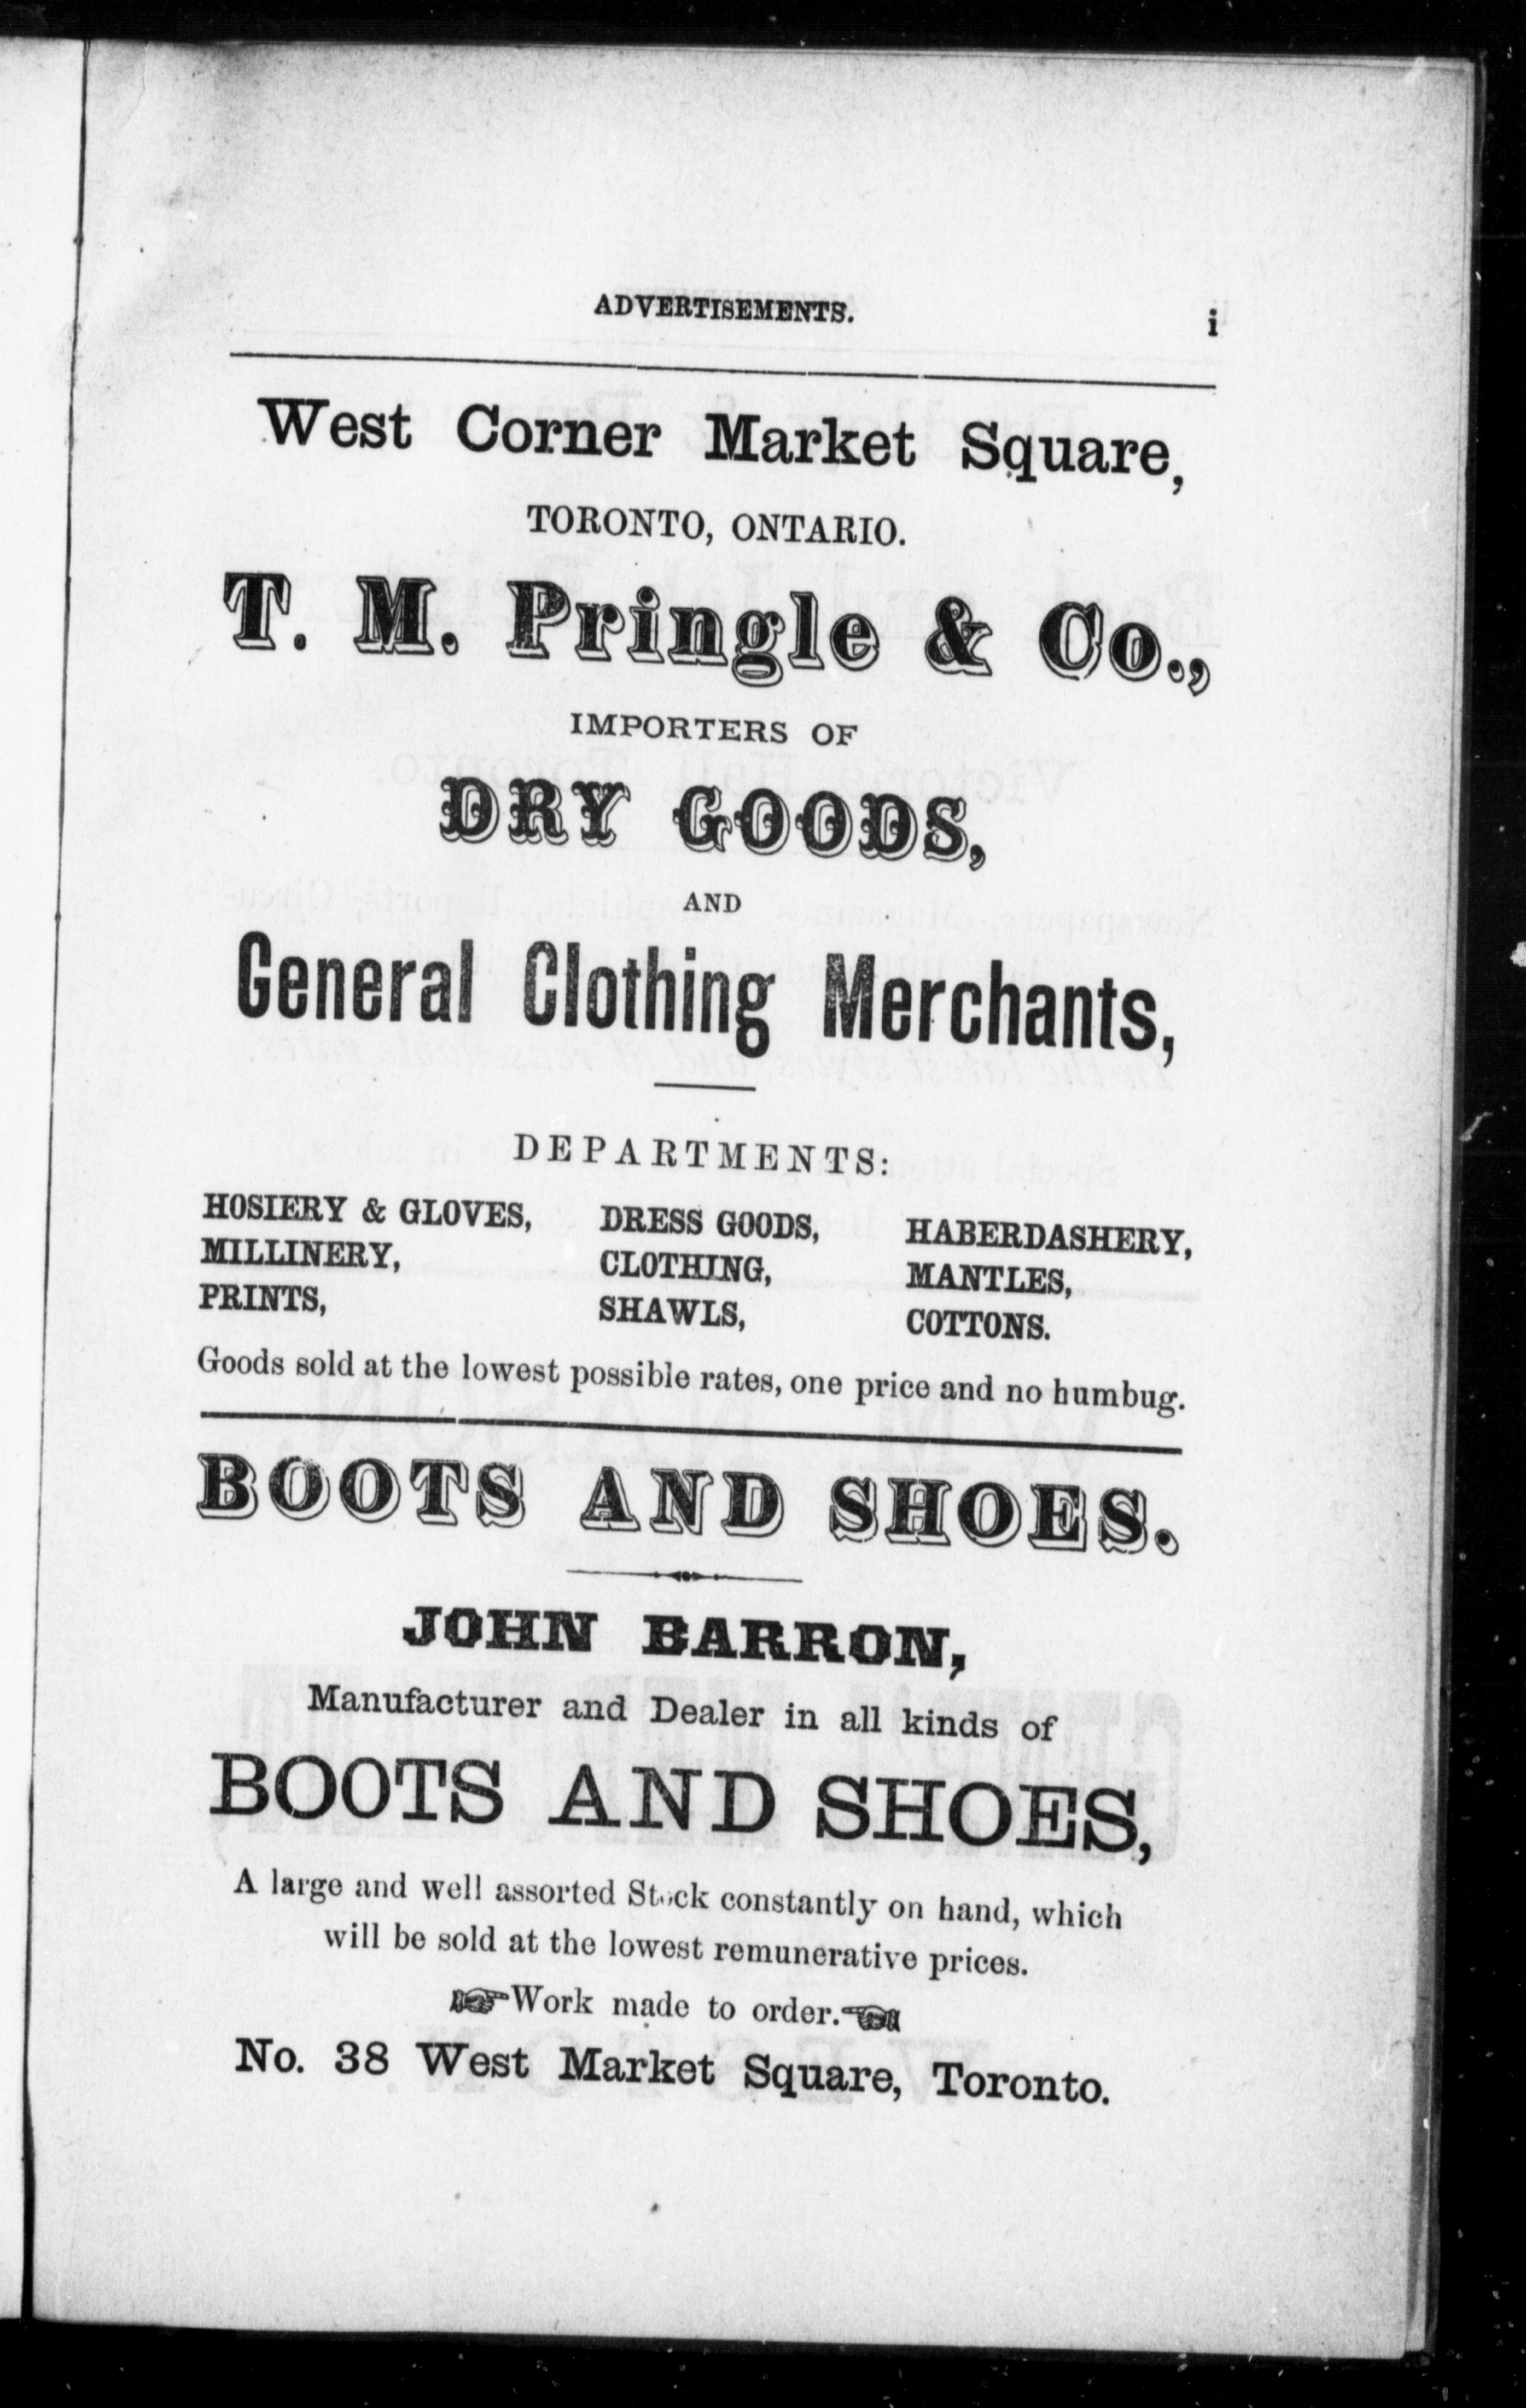 ADVERTISEMENTS. i
West Corner Market Square,
TORONTO, ONTARIO.
T. M. Pringle & Co.,
IMPORTERS OF
DRY GOODS,
AND
General Clothing Merchants,
DEPARTMENTS:
HOSIERY & GLOVES, DRESS GOODS, HABERDASHERY,
MILLINERY, CLOTHING, MANTLES,
PRINTS, SHAWLS, COTTONS.
Goods sold at the lowest possible rates, one price and no humbug.
BOOTS AND SHOES.
JOHN BARRON,
Manufacturer and Dealer in all kinds of
BOOTS AND SHOES,
A large and well assorted Stock constantly on hand, which
will be sold at the lowest remunerative prices.
☞Work made to order.☜
No. 38 West Market Square, Toronto.